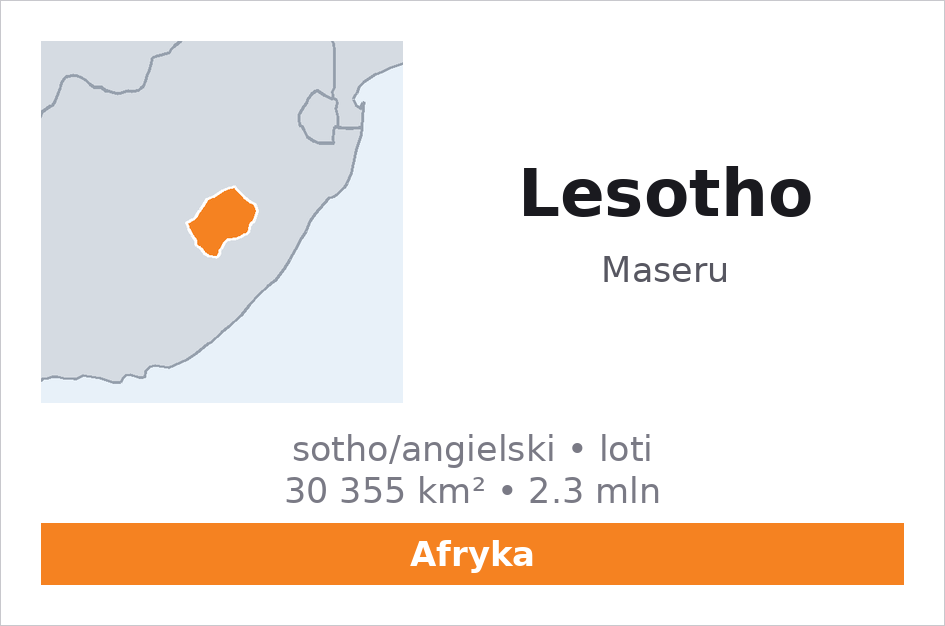 Lesotho
Maseru
sotho/angielski • loti
30 355 km² • 2.3 mln
Afryka